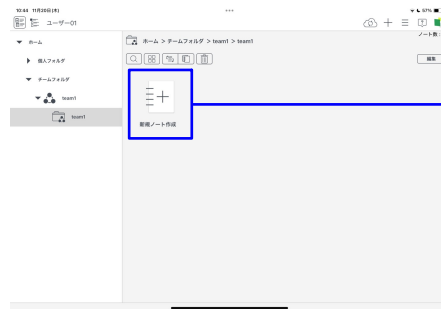 10:44 11月20日(木)
57%
ユーザー01
ノート数:
ホーム
ホーム > チームフォルダ > team1 > team1
個人フォルダ
編集
チームフォルダ
team1
team1
新規ノート作成